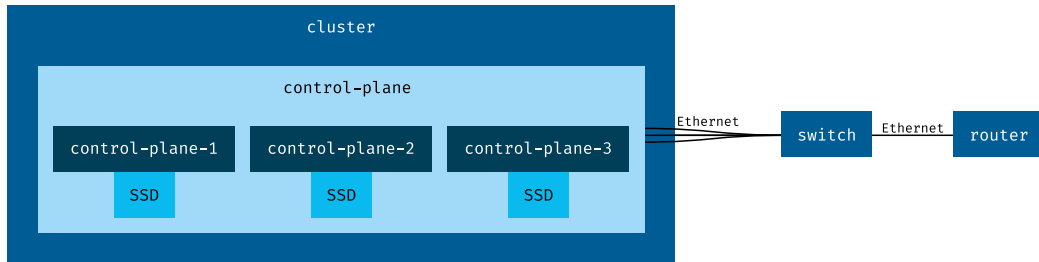 cluster
control-plane
control-plane-1
control-plane-2
control-plane-3
SSD
SSD
SSD
Ethernet
switch
Ethernet
router